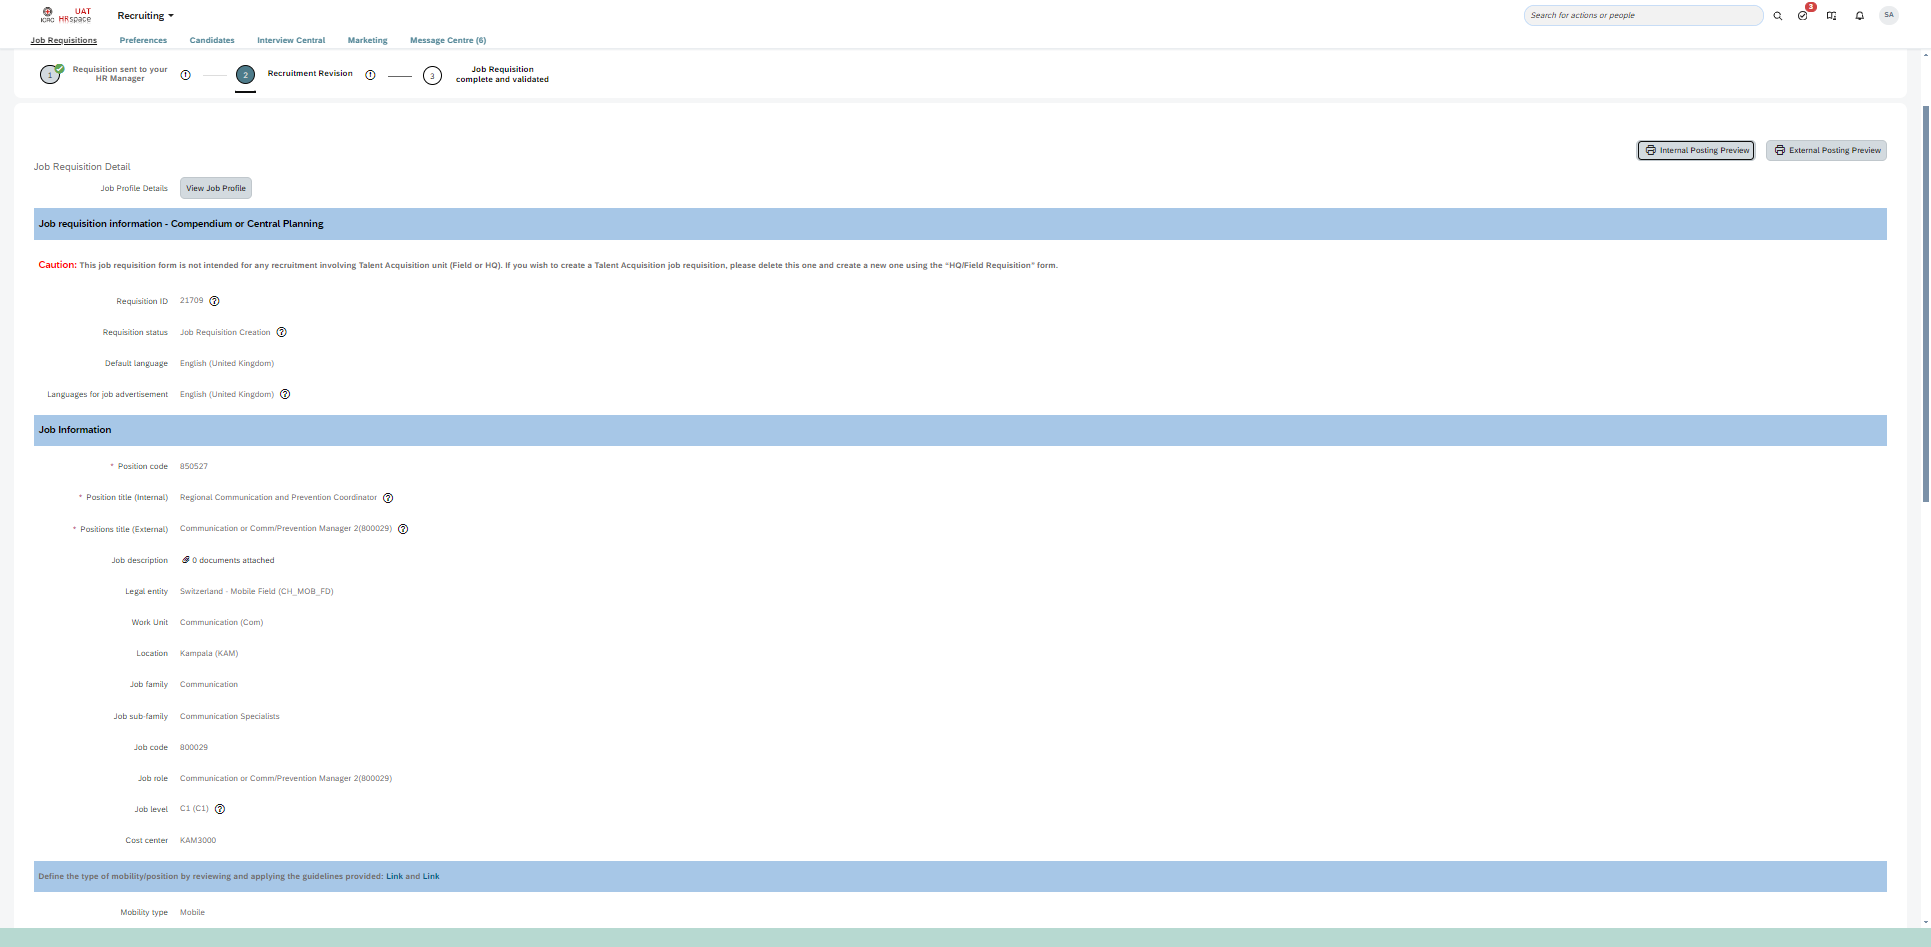 ICRC UAT HRspace
Recruiting
Search for actions or people
3
SA
Job Requisitions Preferences Candidates Interview Central Marketing Message Centre (6)
1 Requisition sent to your HR Manager
2 Recruitment Revision
3 Job Requisition complete and validated
Internal Posting Preview External Posting Preview
Job Requisition Detail
Job Profile Details View Job Profile
Job requisition information - Compendium or Central Planning
Caution: This job requisition form is not intended for any recruitment involving Talent Acquisition unit (Field or HQ). If you wish to create a Talent Acquisition job requisition, please delete this one and create a new one using the “HQ/Field Requisition” form.
Requisition ID 21709
Requisition status Job Requisition Creation
Default language English (United Kingdom)
Languages for job advertisement English (United Kingdom)
Job Information
* Position code 850527
* Position title (Internal) Regional Communication and Prevention Coordinator
* Positions title (External) Communication or Comm/Prevention Manager 2(800029)
Job description 0 documents attached
Legal entity Switzerland - Mobile Field (CH_MOB_FD)
Work Unit Communication (Com)
Location Kampala (KAM)
Job family Communication
Job sub-family Communication Specialists
Job code 800029
Job role Communication or Comm/Prevention Manager 2(800029)
Job level C1 (C1)
Cost center KAM3000
Define the type of mobility/position by reviewing and applying the guidelines provided: Link and Link
Mobility type Mobile